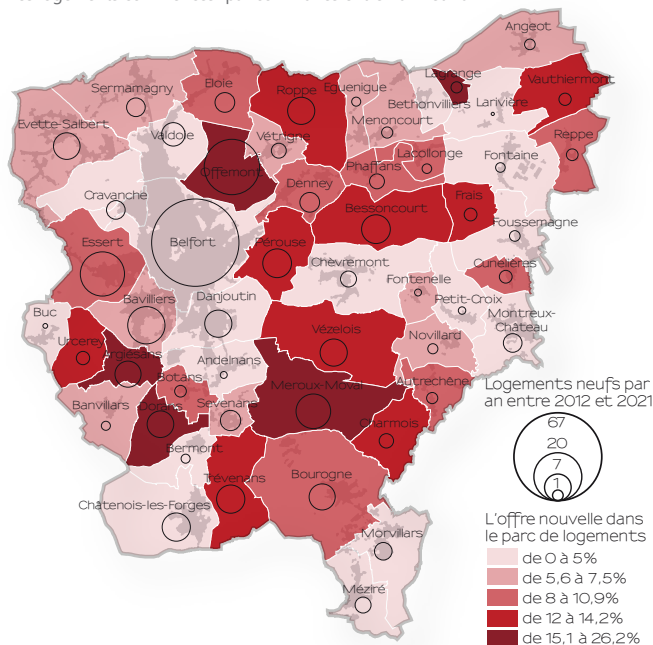 Angeot
Lagrange
Vauthiermont
Eloie
Sermamagny
Roppe
Eguenigue
Bethonvilliers
Larivière
Menoncourt
Evette-Salbert
Valdoie
Vétrigne
Reppe
Lacollonge
Phaffans
Fontaine
Offemont
Denney
Cravanche
Bessoncourt
Frais
Foussemagne
Essert
Belfort
Pérouse
Chèvremont
Cunelières
Fontenelle
Petit-Croix
Bavilliers
Danjoutin
Montreux-
Château
Buc
Vézelois
Urcerey
Novillard
Argiésans
Andelnans
Botans
Meroux-Moval
Autrechêne
Banvillars
Dorans
Sevenans
Charmois
Bermont
Trévenans
Bourogne
Châtenois-les-Forges
Morvillars
Méziré
Logements neufs par
an entre 2012 et 2021
67
20
7
1
L'offre nouvelle dans
le parc de logements
de 0 à 5%
de 5,6 à 7,5%
de 8 à 10,9%
de 12 à 14,2%
de 15,1 à 26,2%